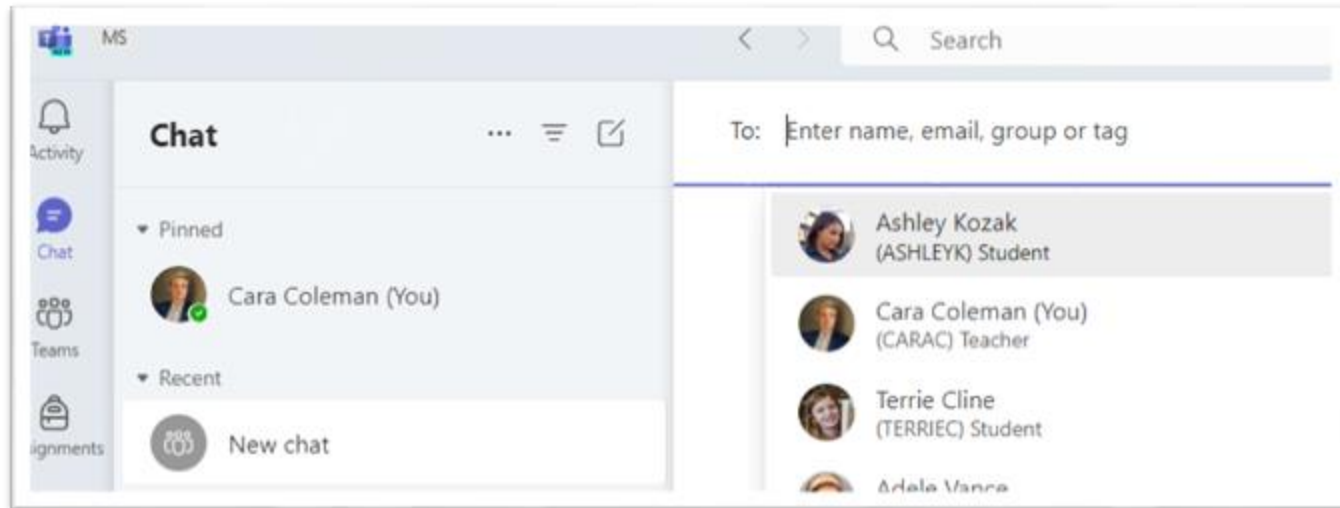 MS
Search
Activity
Chat
Teams
ignments
Chat
Pinned
Cara Coleman (You)
Recent
New chat
To: Enter name, email, group or tag
Ashley Kozak
(ASHLEYK) Student
Cara Coleman (You)
(CARAC) Teacher
Terrie Cline
(TERRIEC) Student
Adele Vance